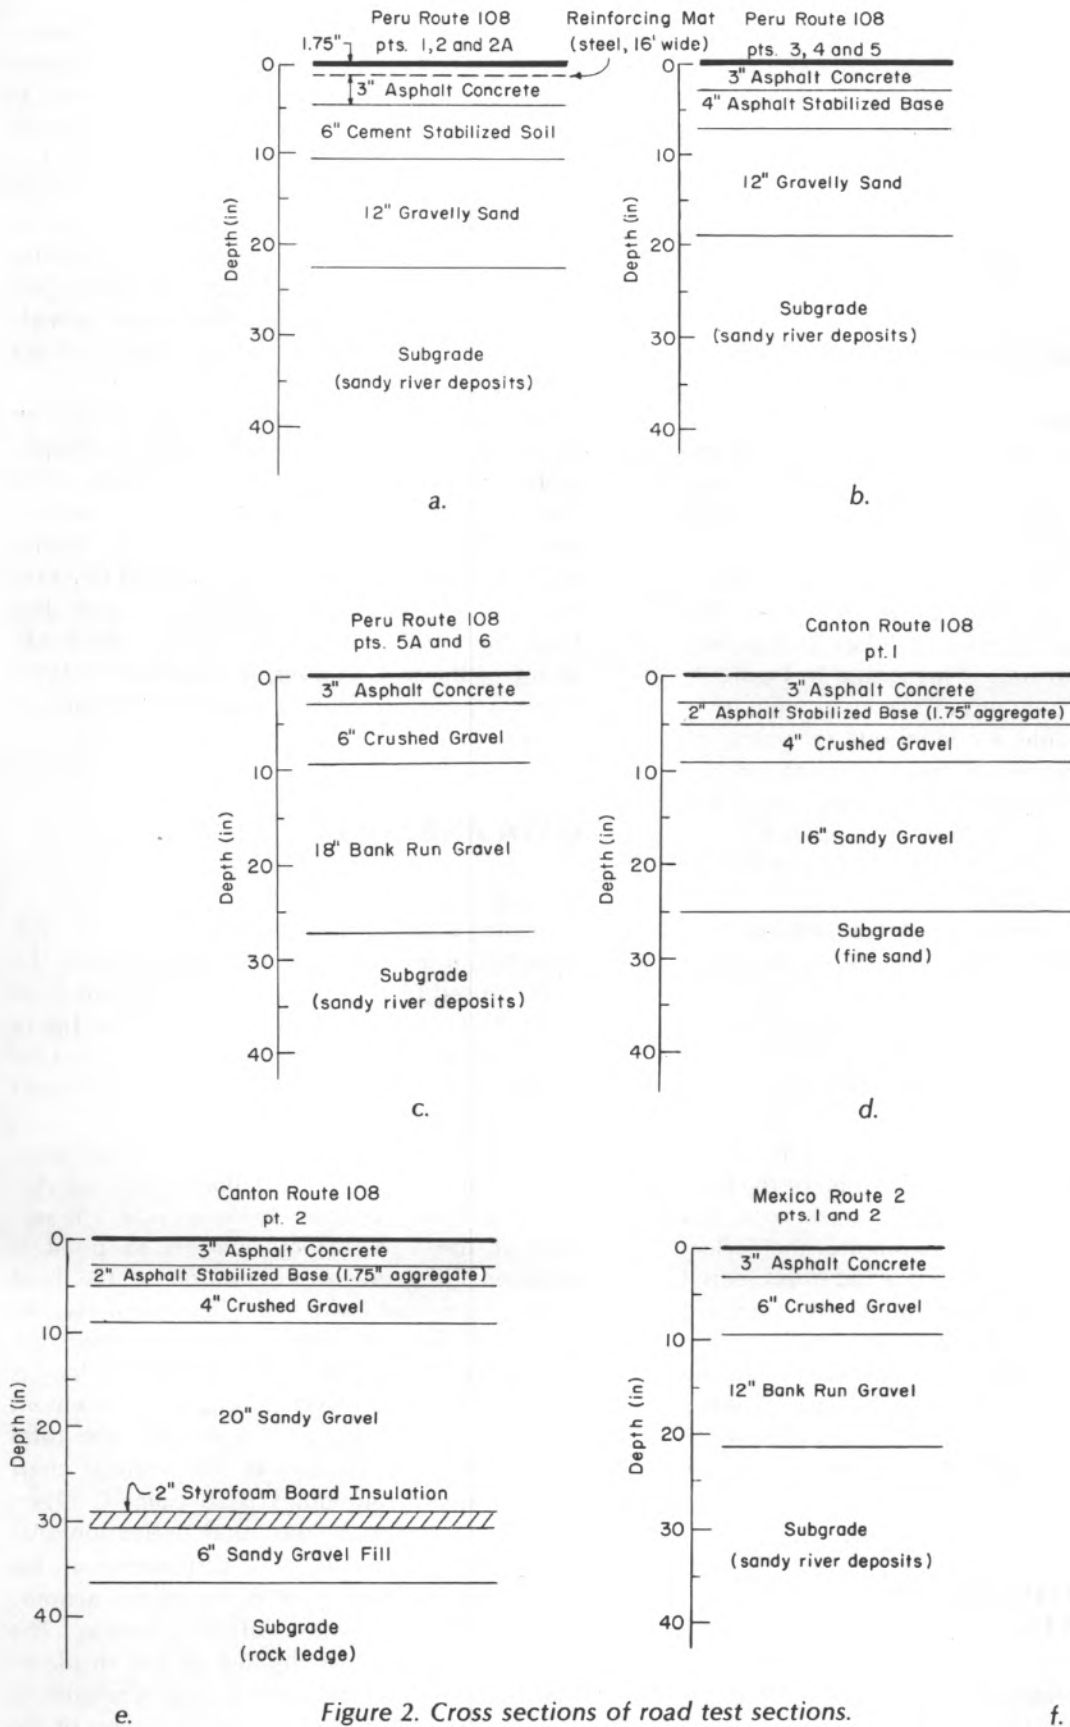 Peru Route 108
pts. 1,2 and 2A
1.75"
Reinforcing Mat
(steel, 16' wide)
0
10
20
30
40
Depth (in)
3" Asphalt Concrete
6" Cement Stabilized Soil
12" Gravelly Sand
Subgrade
(sandy river deposits)
a.
Peru Route 108
pts. 3, 4 and 5
0
10
20
30
40
Depth (in)
3" Asphalt Concrete
4" Asphalt Stabilized Base
12" Gravelly Sand
Subgrade
(sandy river deposits)
b.
Peru Route 108
pts. 5A and 6
0
10
20
30
40
Depth (in)
3" Asphalt Concrete
6" Crushed Gravel
18" Bank Run Gravel
Subgrade
(sandy river deposits)
c.
Canton Route 108
pt. 1
0
10
20
30
40
Depth (in)
3" Asphalt Concrete
2" Asphalt Stabilized Base (1.75" aggregate)
4" Crushed Gravel
16" Sandy Gravel
Subgrade
(fine sand)
d.
Canton Route 108
pt. 2
0
10
20
30
40
Depth (in)
3" Asphalt Concrete
2" Asphalt Stabilized Base (1.75" aggregate)
4" Crushed Gravel
20" Sandy Gravel
2" Styrofoam Board Insulation
6" Sandy Gravel Fill
Subgrade
(rock ledge)
e.
Mexico Route 2
pts. 1 and 2
0
10
20
30
40
Depth (in)
3" Asphalt Concrete
6" Crushed Gravel
12" Bank Run Gravel
Subgrade
(sandy river deposits)
f.
Figure 2. Cross sections of road test sections.